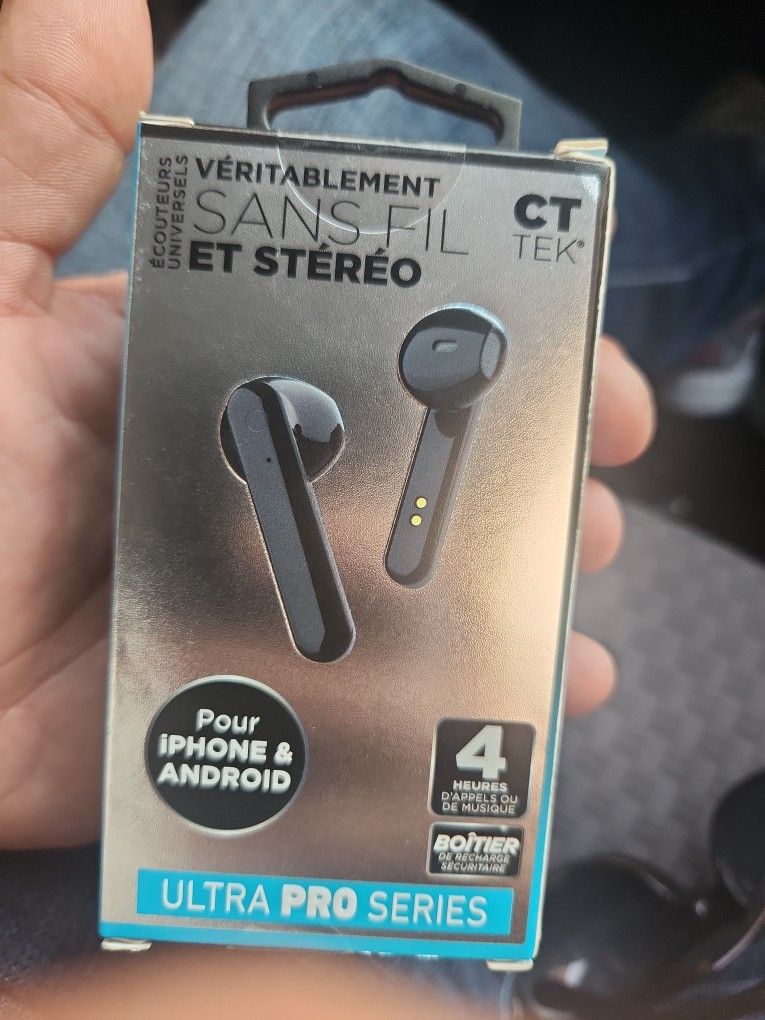 ÉCOUTEURS
UNIVERSELS
VÉRITABLEMENT
SANS FIL
ET STÉRÉO
CT
TEK®
Pour
iPHONE &
ANDROID
4
HEURES
D'APPELS OU
DE MUSIQUE
BOÎTIER
DE RECHARGE
SÉCURITAIRE
ULTRA PRO SERIES